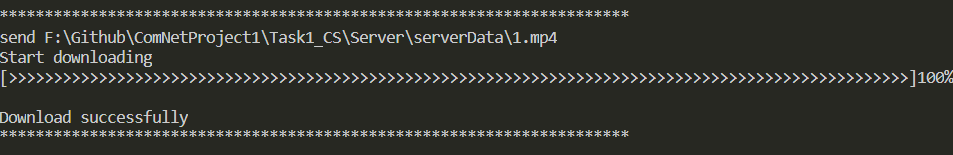 **********************************************************************
send F:\Github\ComNetProject1\Task1_CS\Server\serverData\1.mp4
Start downloading
[>>>>>>>>>>>>>>>>>>>>>>>>>>>>>>>>>>>>>>>>>>>>>>>>>>>>>>>>>>>>>>>>>>>>>>>>>>>>>>>>>>>>>>>>>>>>>>>>>>>>]100%
Download successfully
**********************************************************************